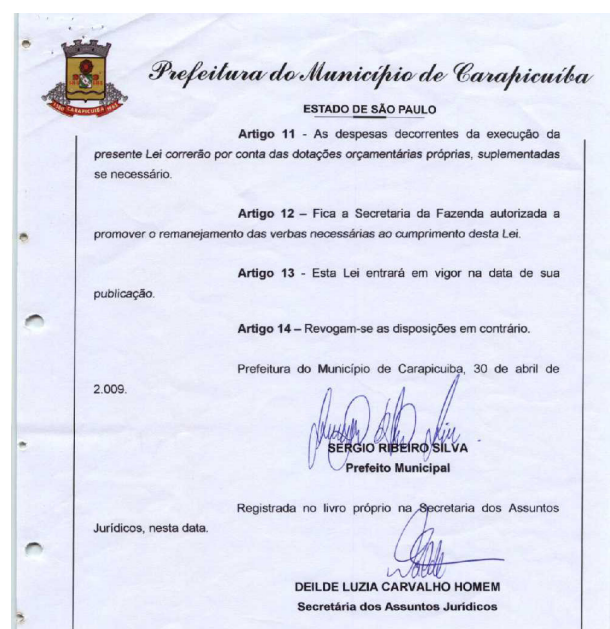 Prefeitura do Município de Carapicuíba
ESTADO DE SÃO PAULO
Artigo 11 - As despesas decorrentes da execução da
presente Lei correrão por conta das dotações orçamentárias próprias, suplementadas
se necessário.
Artigo 12 – Fica a Secretaria da Fazenda autorizada a
promover o remanejamento das verbas necessárias ao cumprimento desta Lei.
Artigo 13 - Esta Lei entrará em vigor na data de sua
publicação.
Artigo 14 – Revogam-se as disposições em contrário.
Prefeitura do Município de Carapicuiba, 30 de abril de
2.009.
SERGIO RIBEIRO SILVA
Prefeito Municipal
Registrada no livro próprio na Secretaria dos Assuntos
Jurídicos, nesta data.
DEILDE LUZIA CARVALHO HOMEM
Secretária dos Assuntos Jurídicos